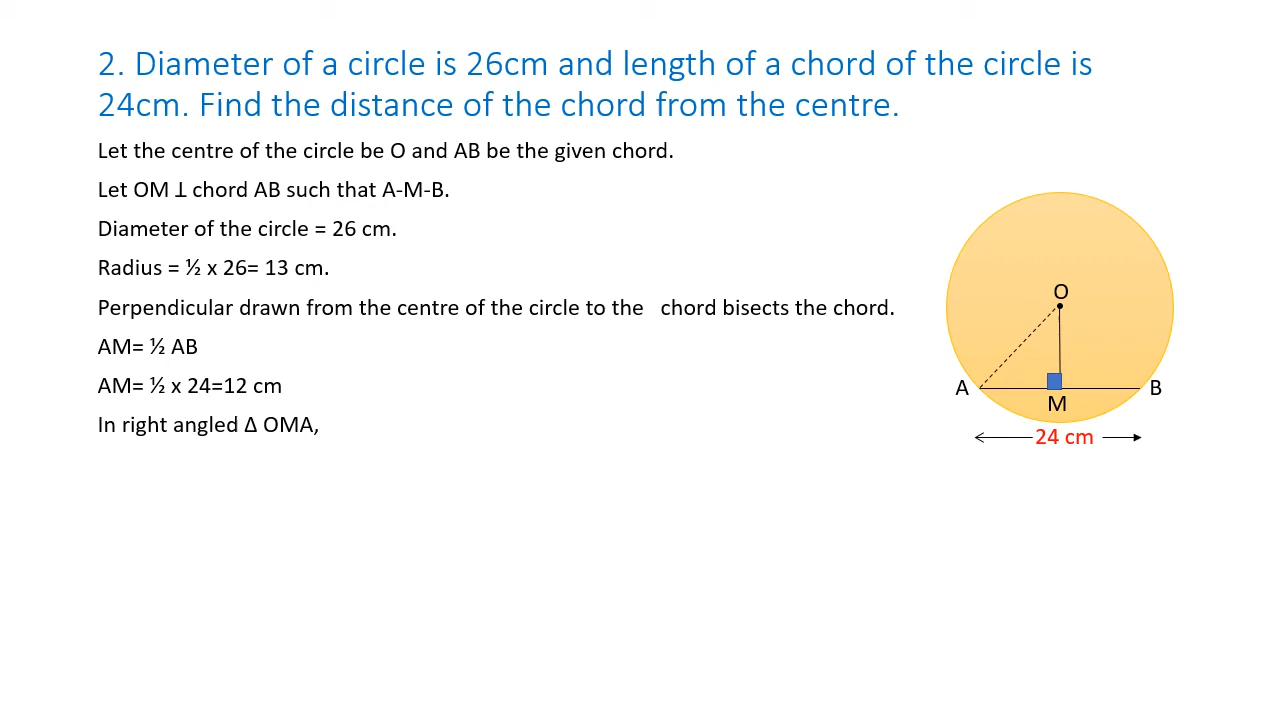 2. Diameter of a circle is 26cm and length of a chord of the circle is
24cm. Find the distance of the chord from the centre.
Let the centre of the circle be O and AB be the given chord.
Let OM ⊥ chord AB such that A-M-B.
Diameter of the circle = 26 cm.
Radius = ½ x 26= 13 cm.
Perpendicular drawn from the centre of the circle to the   chord bisects the chord.
AM= ½ AB
AM= ½ x 24=12 cm
In right angled Δ OMA,
O
A
B
M
24 cm